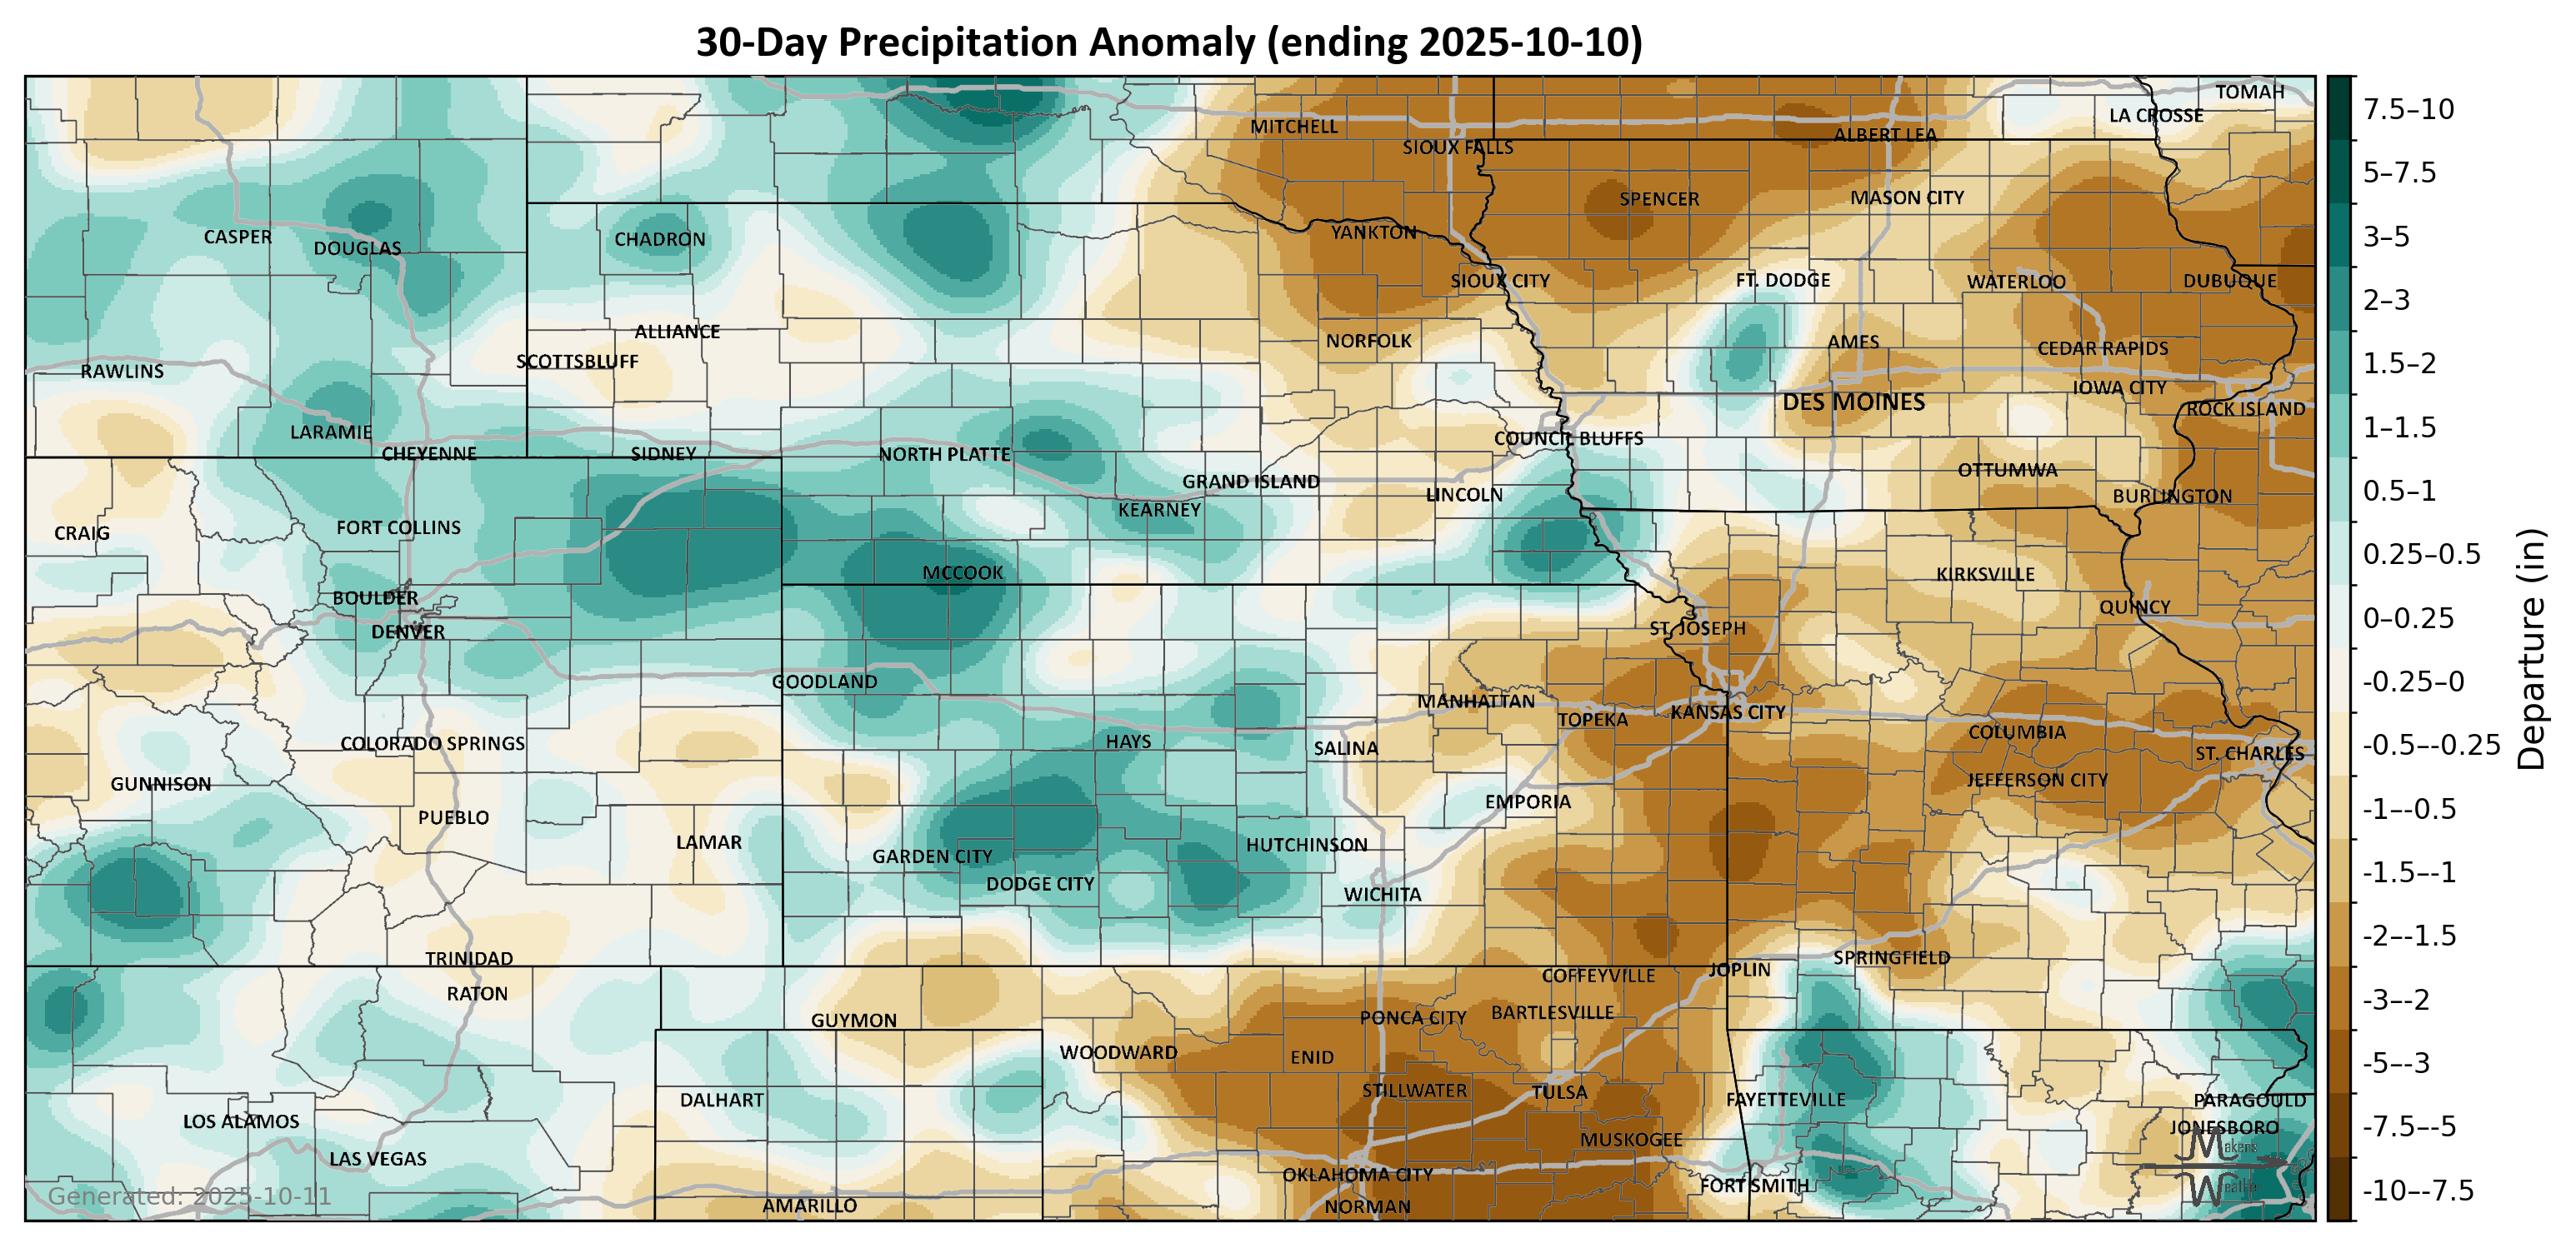 30-Day Precipitation Anomaly (ending 2025-10-10)
TOMAH
LA CROSSE
MITCHELL
ALBERT LEA
SIOUX FALLS
SPENCER
MASON CITY
YANKTON
CASPER
CHADRON
DOUGLAS
SIOUX CITY
FT. DODGE
WATERLOO
DUBUQUE
ALLIANCE
NORFOLK
AMES
CEDAR RAPIDS
SCOTTSBLUFF
RAWLINS
IOWA CITY
DES MOINES
ROCK ISLAND
LARAMIE
COUNCIL BLUFFS
CHEYENNE
SIDNEY
NORTH PLATTE
OTTUMWA
GRAND ISLAND
LINCOLN
BURLINGTON
KEARNEY
CRAIG
FORT COLLINS
MCCOOK
KIRKSVILLE
BOULDER
QUINCY
DENVER
ST. JOSEPH
GOODLAND
MANHATTAN
KANSAS CITY
TOPEKA
COLUMBIA
COLORADO SPRINGS
HAYS
SALINA
ST. CHARLES
GUNNISON
JEFFERSON CITY
EMPORIA
PUEBLO
LAMAR
HUTCHINSON
GARDEN CITY
DODGE CITY
WICHITA
TRINIDAD
SPRINGFIELD
JOPLIN
COFFEYVILLE
RATON
BARTLESVILLE
PONCA CITY
GUYMON
WOODWARD
ENID
STILLWATER
TULSA
DALHART
FAYETTEVILLE
PARAGOULD
LOS ALAMOS
JONESBORO
MUSKOGEE
LAS VEGAS
OKLAHOMA CITY
FORT SMITH
AMARILLO
NORMAN
Generated: 2025-10-11
Makens
Weather
7.5–10
5–7.5
3–5
2–3
1.5–2
1–1.5
0.5–1
0.25–0.5
0–0.25
-0.25–0
-0.5–-0.25
-1–-0.5
-1.5–-1
-2–-1.5
-3–-2
-5–-3
-7.5–-5
-10–-7.5
Departure (in)